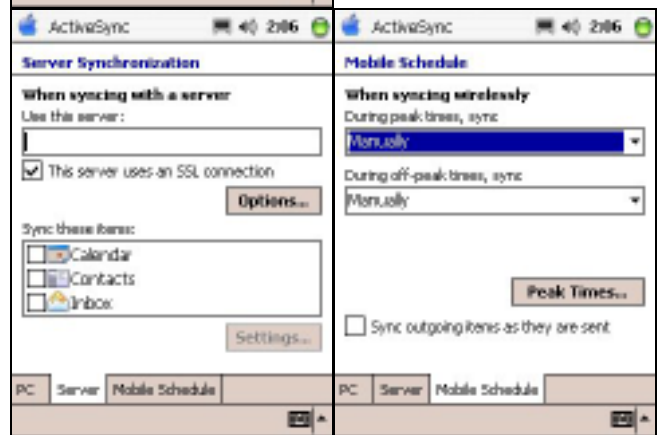 ActiveSync 2:06
Server Synchronization
When syncing with a server
Use this server:
This server uses an SSL connection
Options...
Sync these items:
Calendar
Contacts
Inbox
Settings...
PC Server Mobile Schedule
ActiveSync 2:06
Mobile Schedule
When syncing wirelessly
During peak times, sync
Manually
During off-peak times, sync
Manually
Peak Times...
Sync outgoing items as they are sent
PC Server Mobile Schedule